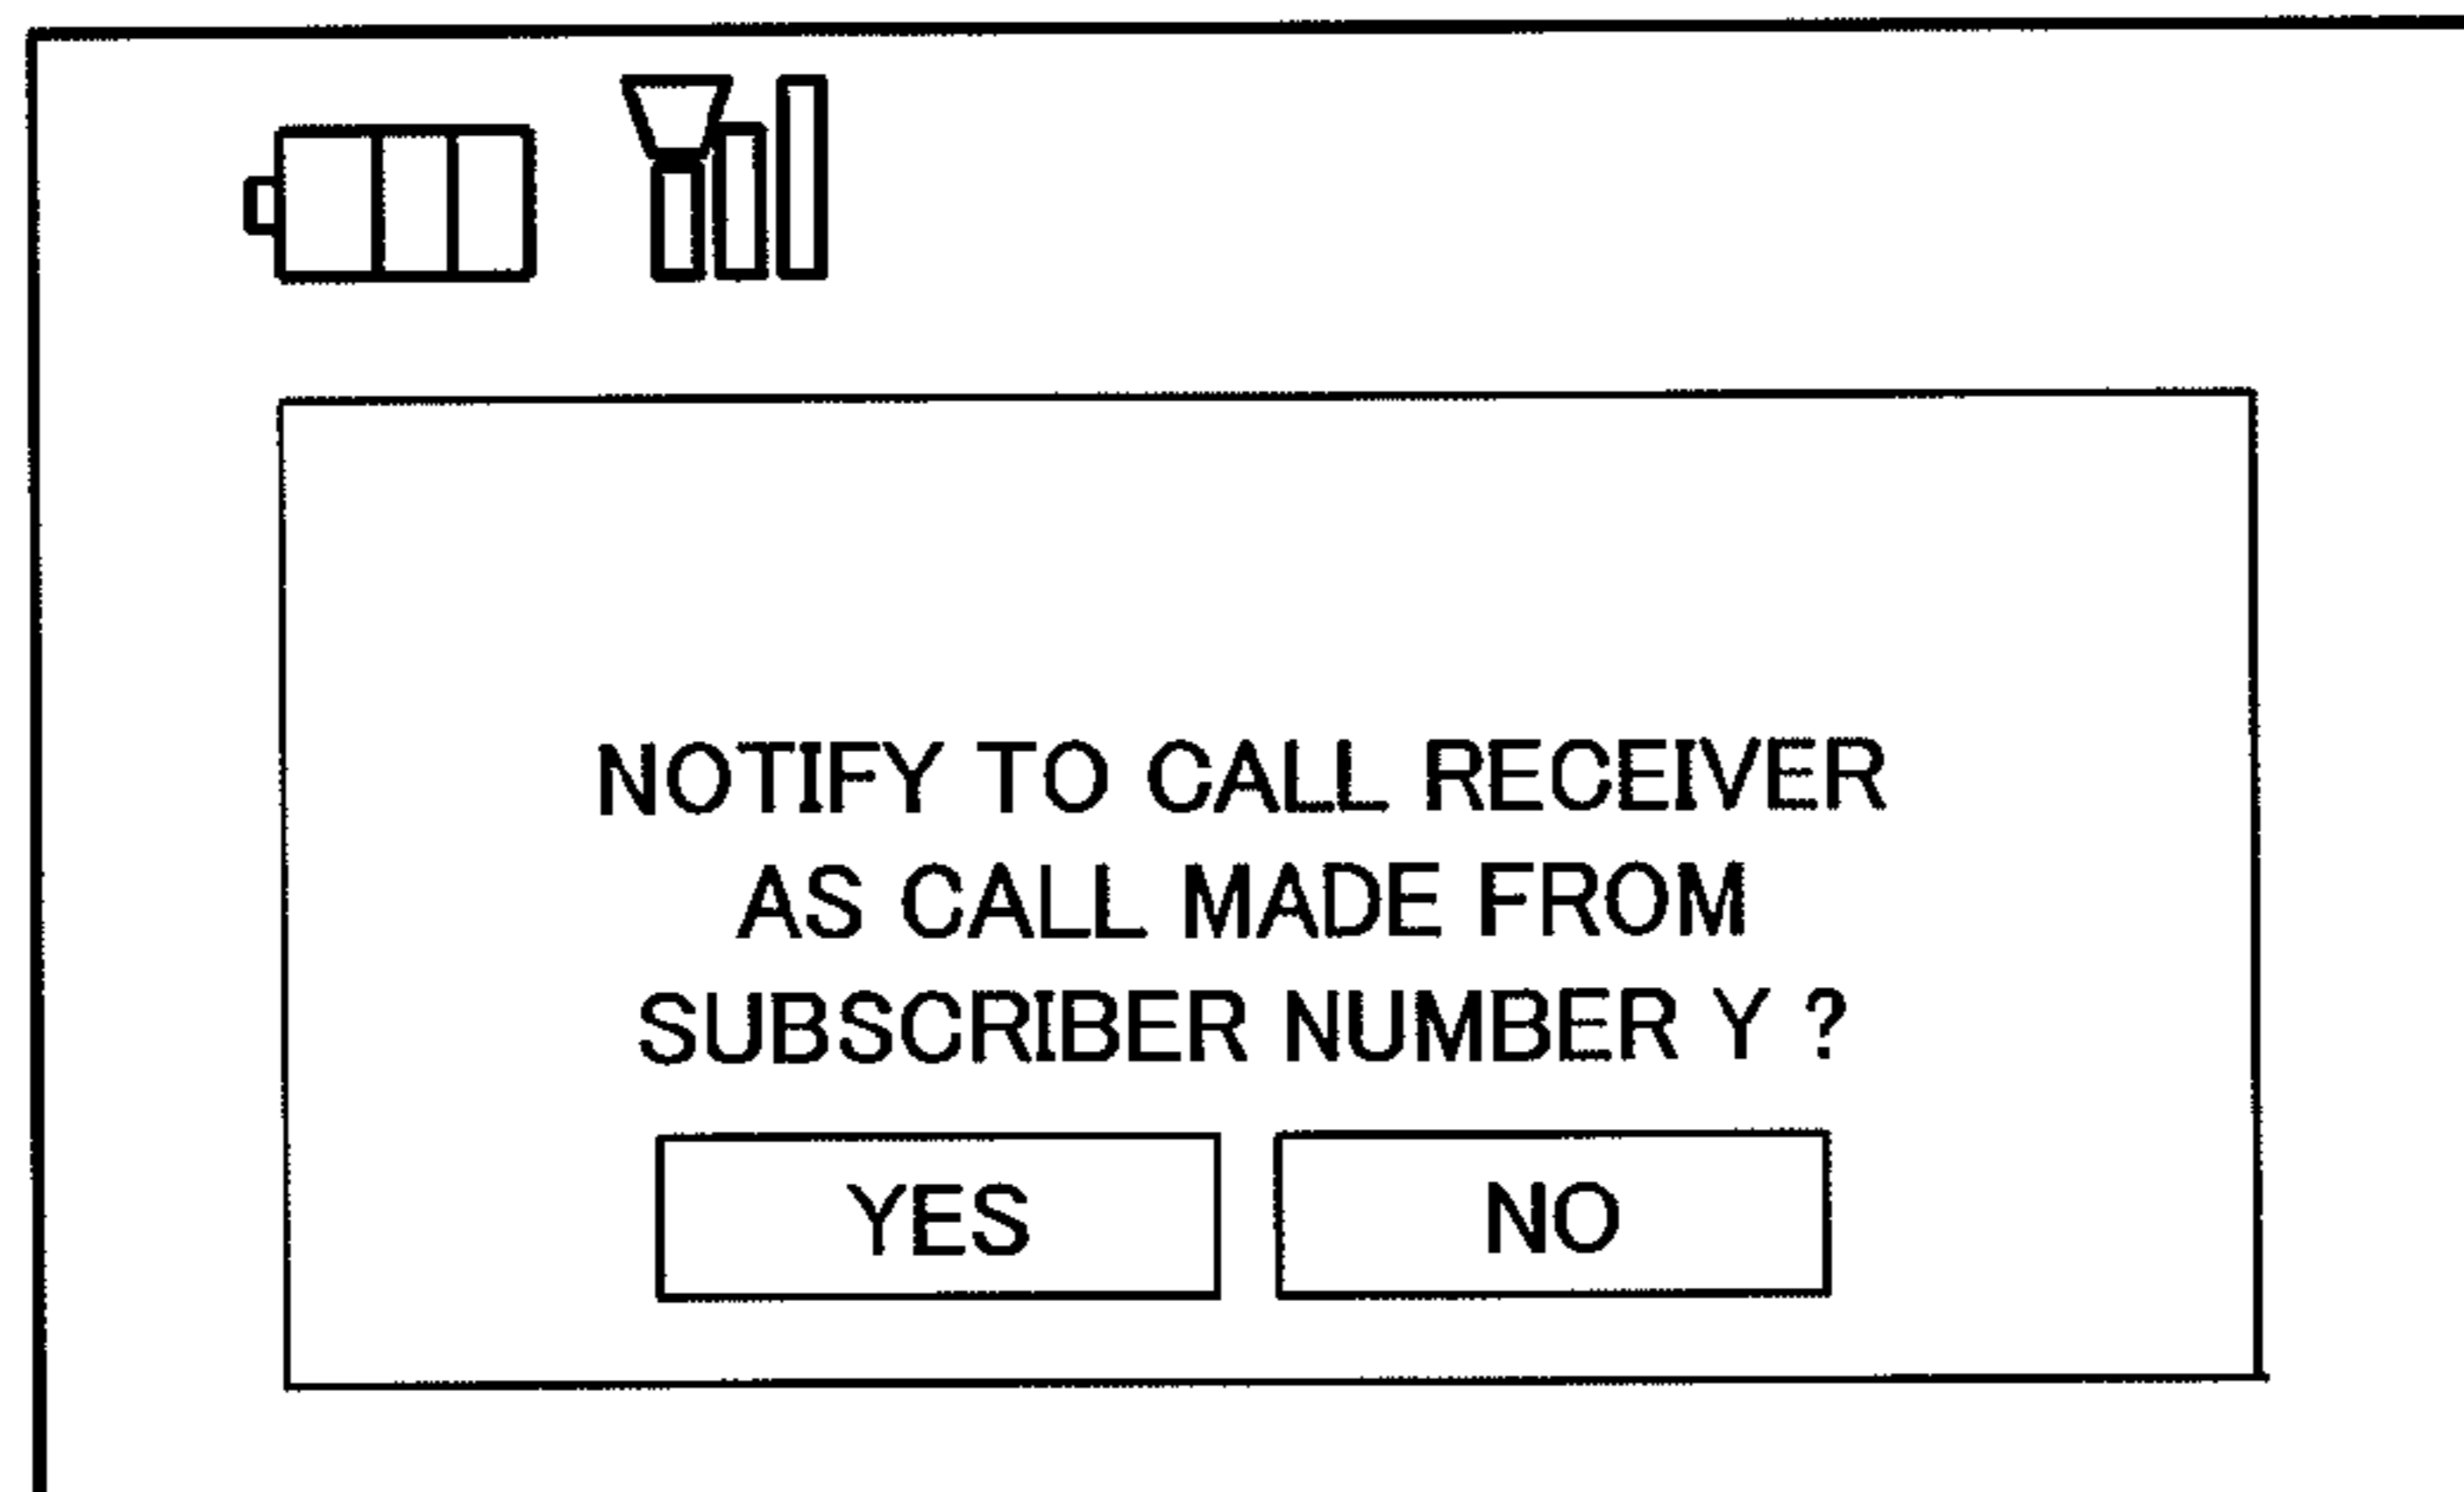 NOTIFY TO CALL RECEIVER
AS CALL MADE FROM
SUBSCRIBER NUMBER Y ?
YES
NO